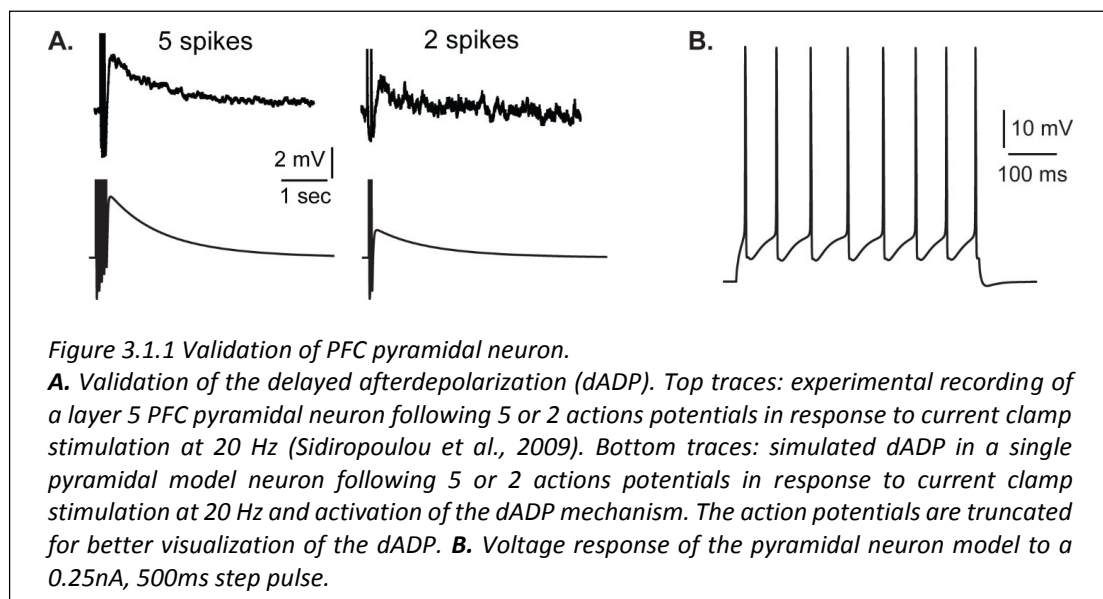 A.
5 spikes
2 spikes
2 mV
1 sec
B.
10 mV
100 ms
Figure 3.1.1 Validation of PFC pyramidal neuron.
A. Validation of the delayed afterdepolarization (dADP). Top traces: experimental recording of
a layer 5 PFC pyramidal neuron following 5 or 2 actions potentials in response to current clamp
stimulation at 20 Hz (Sidiropoulou et al., 2009). Bottom traces: simulated dADP in a single
pyramidal model neuron following 5 or 2 actions potentials in response to current clamp
stimulation at 20 Hz and activation of the dADP mechanism. The action potentials are truncated
for better visualization of the dADP. B. Voltage response of the pyramidal neuron model to a
0.25nA, 500ms step pulse.